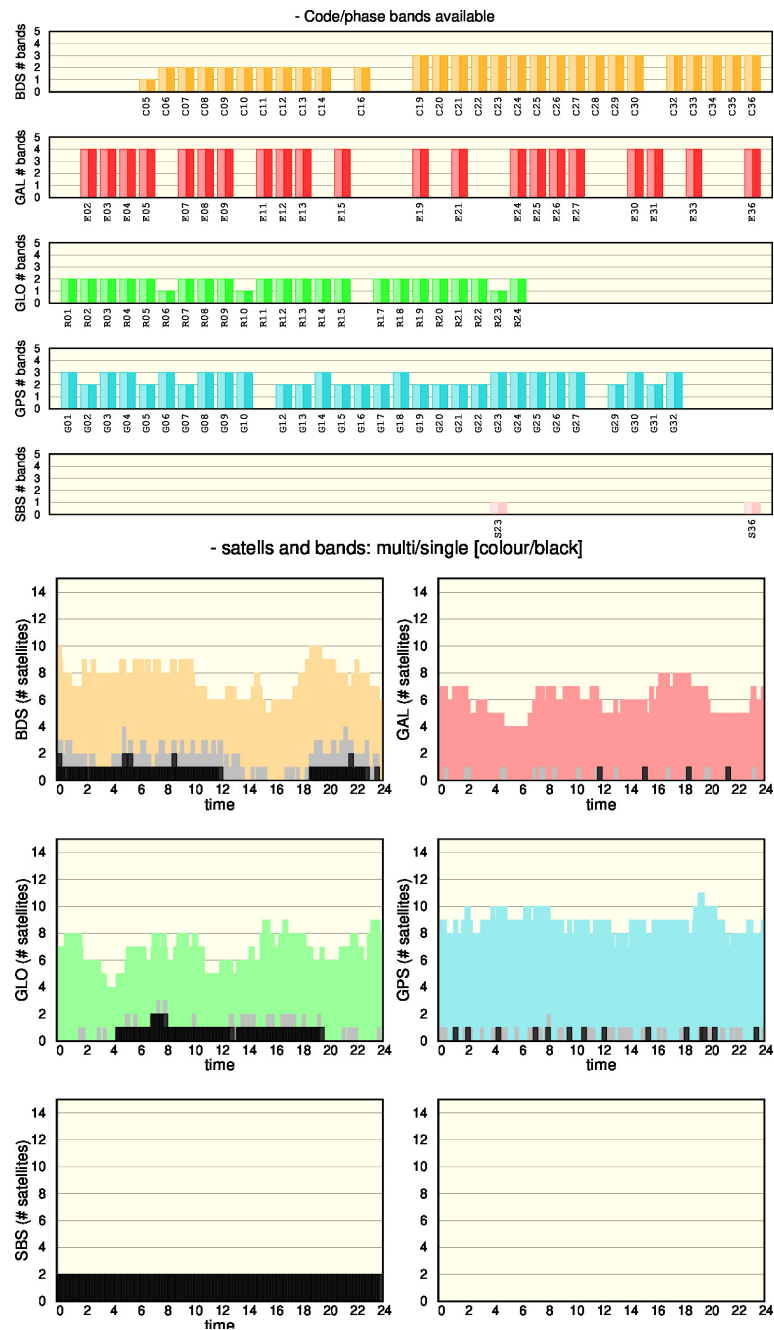 - Code/phase bands available
BDS # bands
5
4
3
2
1
0
C05 C06 C07 C08 C09 C10 C11 C12 C13 C14 C16 C19 C20 C21 C22 C23 C24 C25 C26 C27 C28 C29 C30 C32 C33 C34 C35 C36
GAL # bands
5
4
3
2
1
0
E02 E03 E04 E05 E07 E08 E09 E11 E12 E13 E15 E19 E21 E24 E25 E26 E27 E30 E31 E33 E36
GLO # bands
5
4
3
2
1
0
R01 R02 R03 R04 R05 R06 R07 R08 R09 R10 R11 R12 R13 R14 R15 R17 R18 R19 R20 R21 R22 R23 R24
GPS # bands
5
4
3
2
1
0
G01 G02 G03 G04 G05 G06 G07 G08 G09 G10 G12 G13 G14 G15 G16 G17 G18 G19 G20 G21 G22 G23 G24 G25 G26 G27 G29 G30 G31 G32
SBS # bands
5
4
3
2
1
0
S23 S36
- satells and bands: multi/single [colour/black]
BDS (# satellites)
14
12
10
8
6
4
2
0
0 2 4 6 8 10 12 14 16 18 20 22 24
time
GAL (# satellites)
14
12
10
8
6
4
2
0
0 2 4 6 8 10 12 14 16 18 20 22 24
time
GLO (# satellites)
14
12
10
8
6
4
2
0
0 2 4 6 8 10 12 14 16 18 20 22 24
time
GPS (# satellites)
14
12
10
8
6
4
2
0
0 2 4 6 8 10 12 14 16 18 20 22 24
time
SBS (# satellites)
14
12
10
8
6
4
2
0
0 2 4 6 8 10 12 14 16 18 20 22 24
time
14
12
10
8
6
4
2
0
0 2 4 6 8 10 12 14 16 18 20 22 24